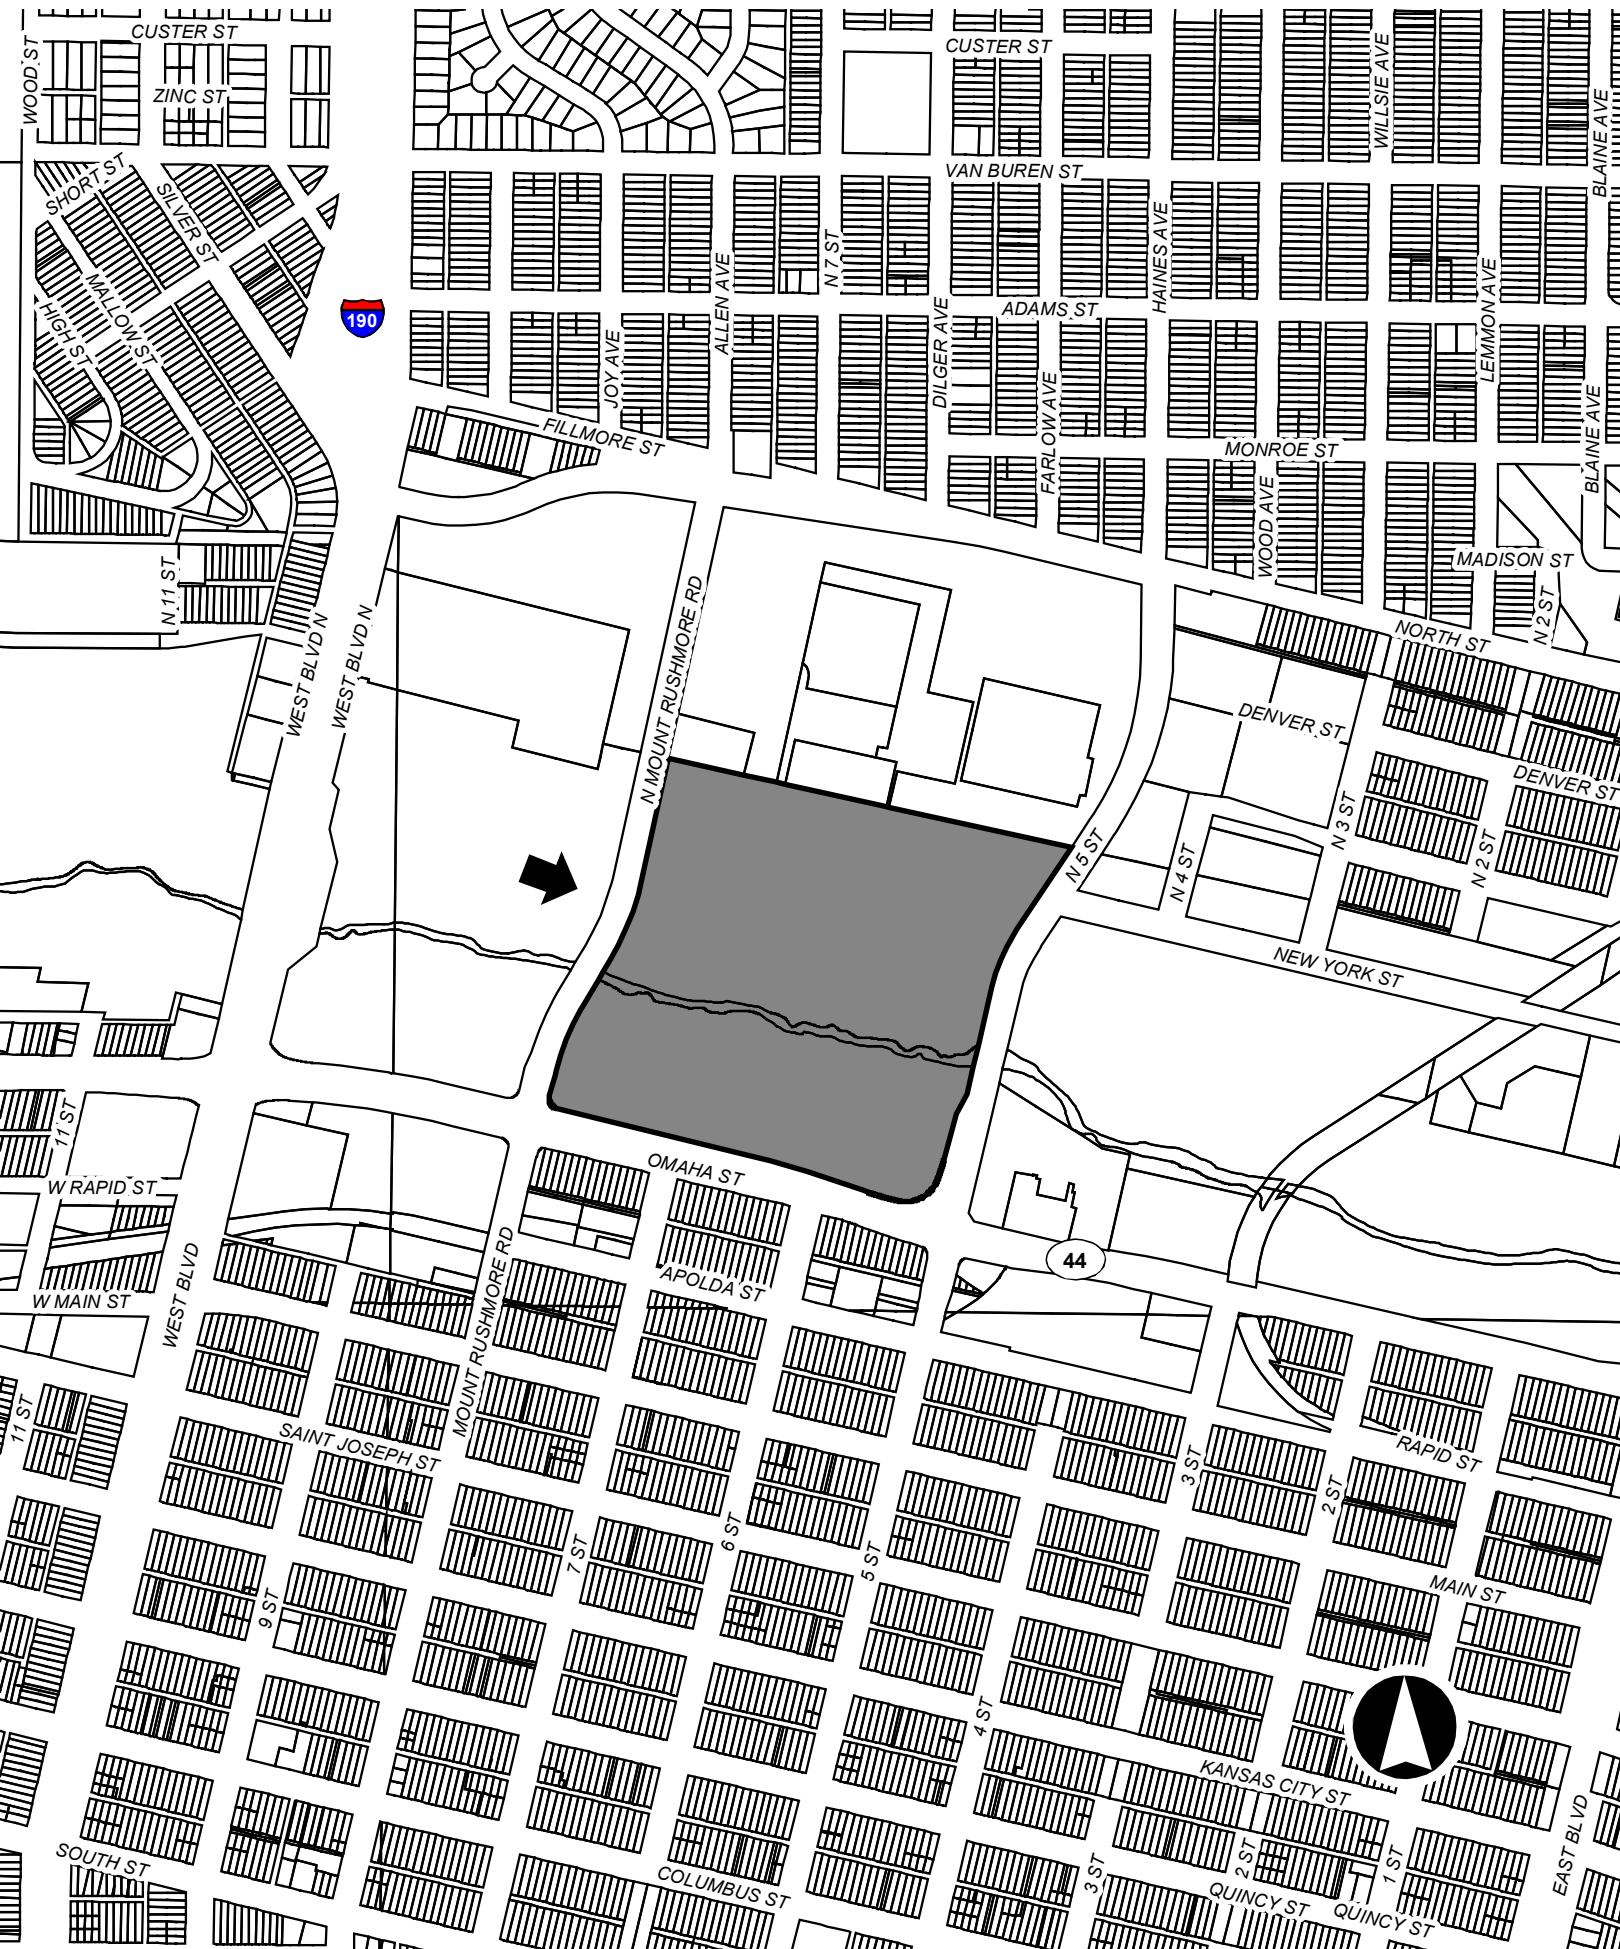 CUSTER ST
CUSTER ST
WOOD ST
WILLSIE AVE
ZINC ST
BLAINE AVE
SHORT ST
VAN BUREN ST
SILVER ST
HAINES AVE
N 7 ST
ALLEN AVE
MALLOW ST
HIGH ST
190
ADAMS ST
LEMMON AVE
DILGER AVE
JOY AVE
FARLOW AVE
BLAINE AVE
FILLMORE ST
MONROE ST
WOOD AVE
MADISON ST
N 11 ST
N 2 ST
NORTH ST
WEST BLVD N
WEST BLVD N
N MOUNT RUSHMORE RD
DENVER ST
DENVER ST
N 3 ST
N 5 ST
N 4 ST
N 2 ST
NEW YORK ST
11 ST
OMAHA ST
W RAPID ST
44
APOLDA ST
W MAIN ST
WEST BLVD
MOUNT RUSHMORE RD
11 ST
SAINT JOSEPH ST
RAPID ST
3 ST
2 ST
6 ST
7 ST
5 ST
MAIN ST
9 ST
4 ST
KANSAS CITY ST
EAST BLVD
SOUTH ST
COLUMBUS ST
3 ST
2 ST
1 ST
QUINCY ST
QUINCY ST